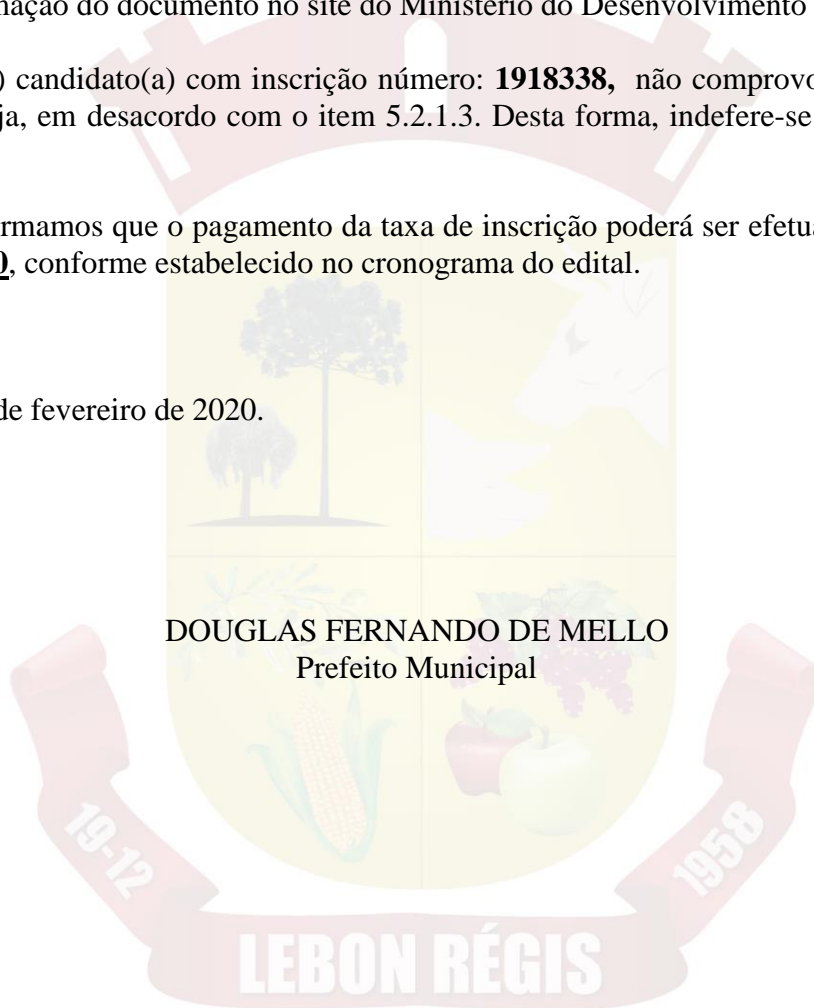 mação do documento no site do Ministério do Desenvolvimento
) candidato(a) com inscrição número: 1918338, não comprovo
ja, em desacordo com o item 5.2.1.3. Desta forma, indefere-se
rmamos que o pagamento da taxa de inscrição poderá ser efetua
0, conforme estabelecido no cronograma do edital.
de fevereiro de 2020.
DOUGLAS FERNANDO DE MELLO
Prefeito Municipal
19-12
1958
LEBON RÉGIS